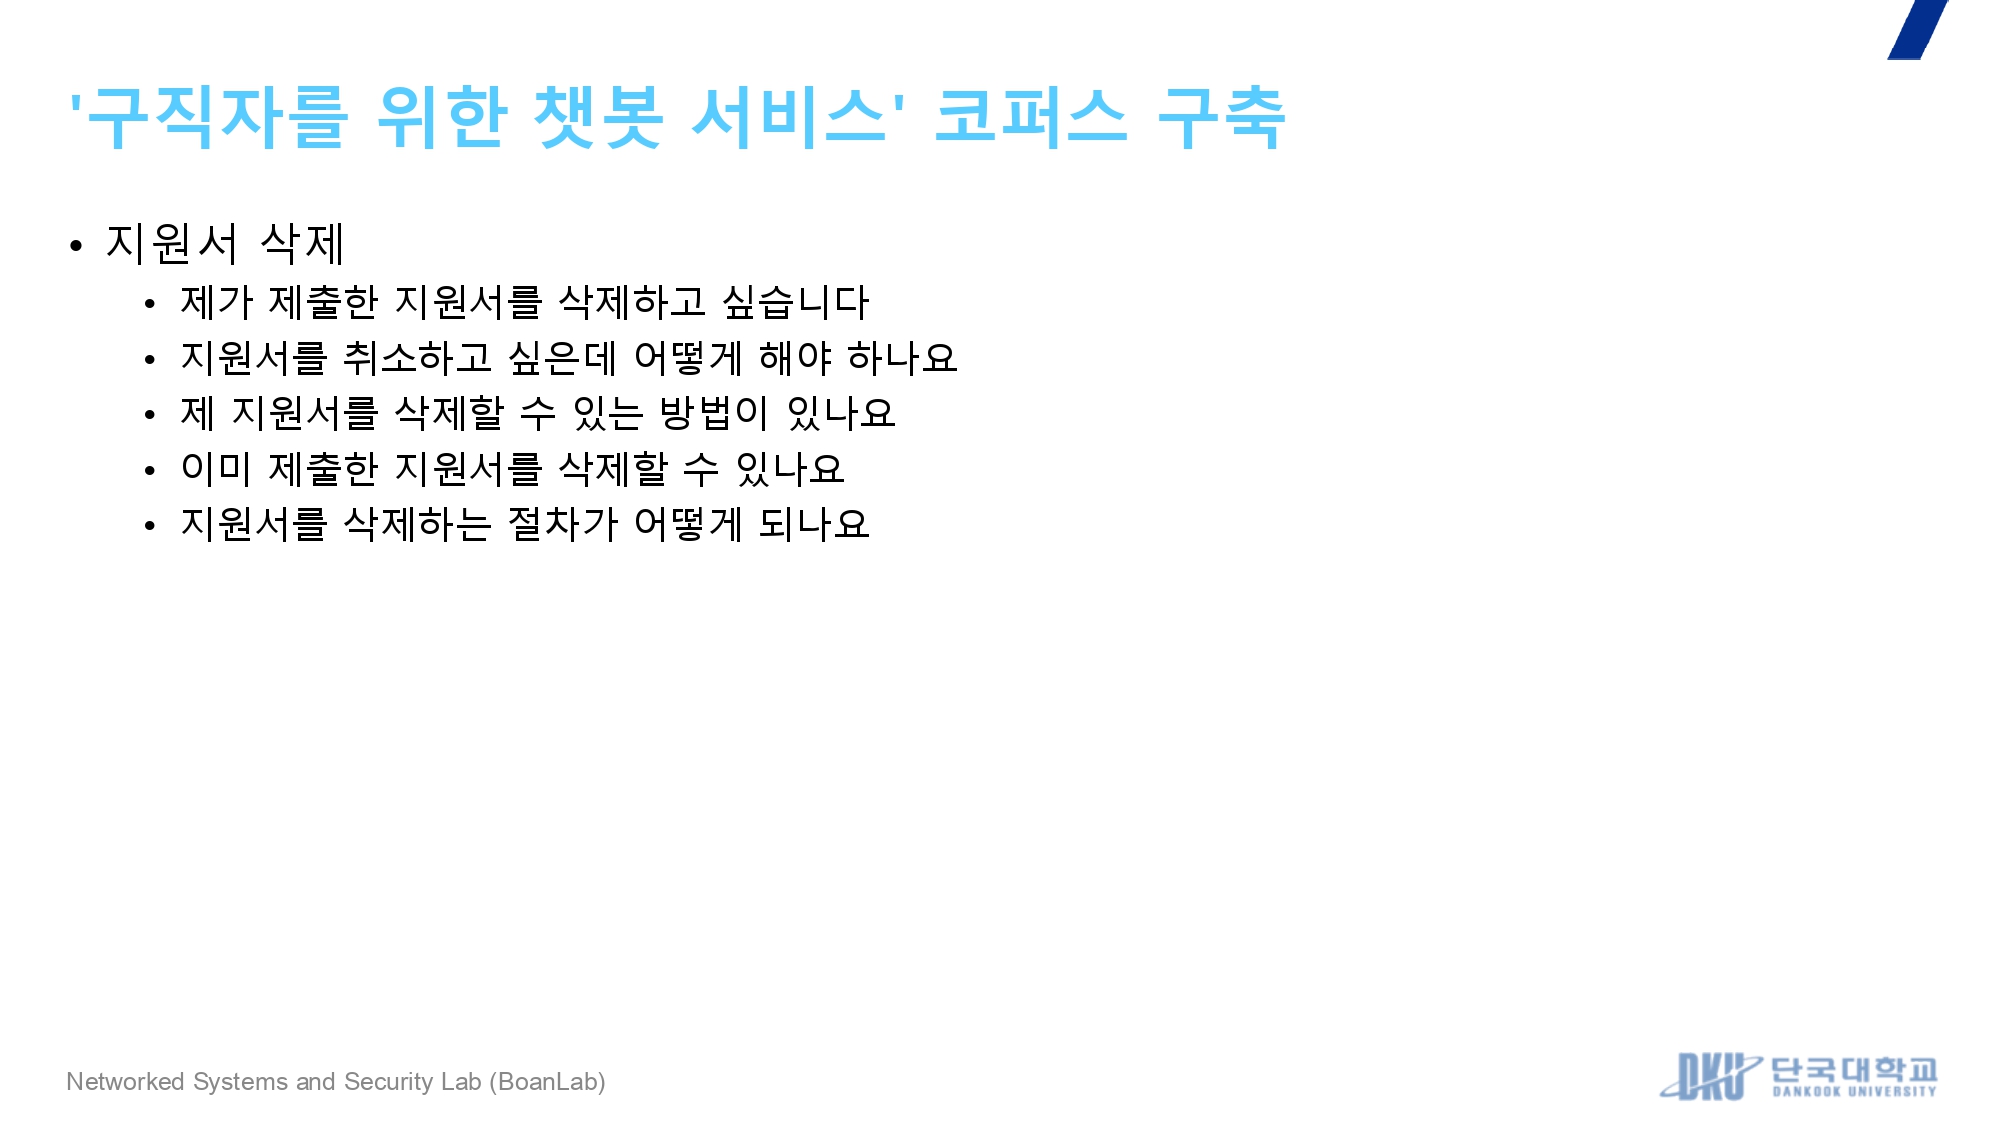 '구직자를 위한 챗봇 서비스' 코퍼스 구축
• 지원서 삭제
• 제가 제출한 지원서를 삭제하고 싶습니다
• 지원서를 취소하고 싶은데 어떻게 해야 하나요
• 제 지원서를 삭제할 수 있는 방법이 있나요
• 이미 제출한 지원서를 삭제할 수 있나요
• 지원서를 삭제하는 절차가 어떻게 되나요
Networked Systems and Security Lab (BoanLab)
DKU 단국대학교
DANKOOK UNIVERSITY